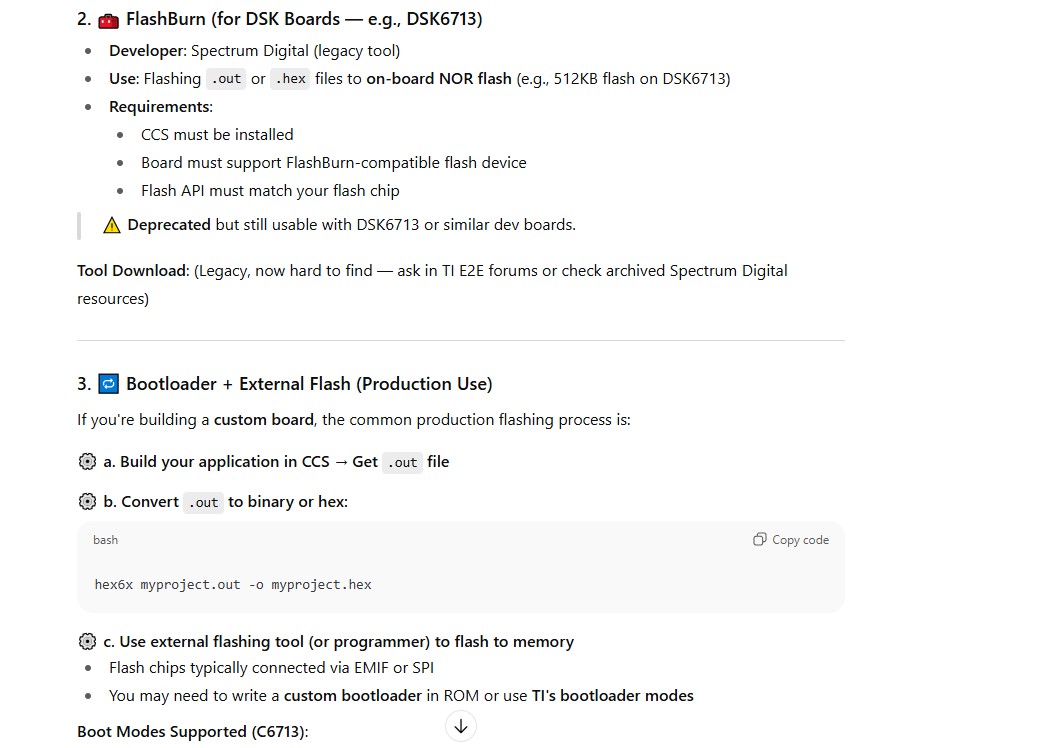 2. 🧰 FlashBurn (for DSK Boards — e.g., DSK6713)
• Developer: Spectrum Digital (legacy tool)
• Use: Flashing .out or .hex files to on-board NOR flash (e.g., 512KB flash on DSK6713)
• Requirements:
• CCS must be installed
• Board must support FlashBurn-compatible flash device
• Flash API must match your flash chip
⚠️ Deprecated but still usable with DSK6713 or similar dev boards.
Tool Download: (Legacy, now hard to find — ask in TI E2E forums or check archived Spectrum Digital
resources)
3. 🔁 Bootloader + External Flash (Production Use)
If you're building a custom board, the common production flashing process is:
⚙️ a. Build your application in CCS → Get .out file
⚙️ b. Convert .out to binary or hex:
bash Copy code
hex6x myproject.out -o myproject.hex
⚙️ c. Use external flashing tool (or programmer) to flash to memory
• Flash chips typically connected via EMIF or SPI
• You may need to write a custom bootloader in ROM or use TI's bootloader modes
Boot Modes Supported (C6713):